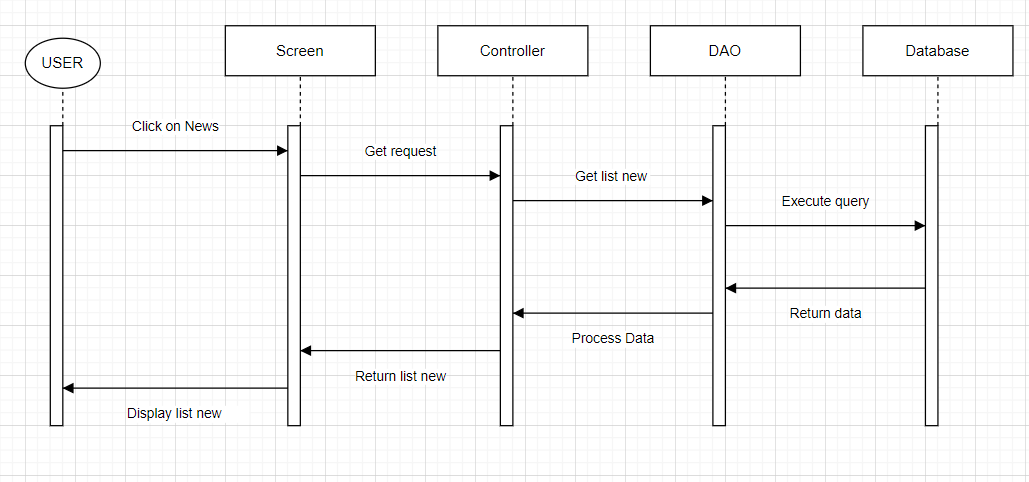 USER
Screen
Controller
DAO
Database
Click on News
Get request
Get list new
Execute query
Return data
Process Data
Return list new
Display list new